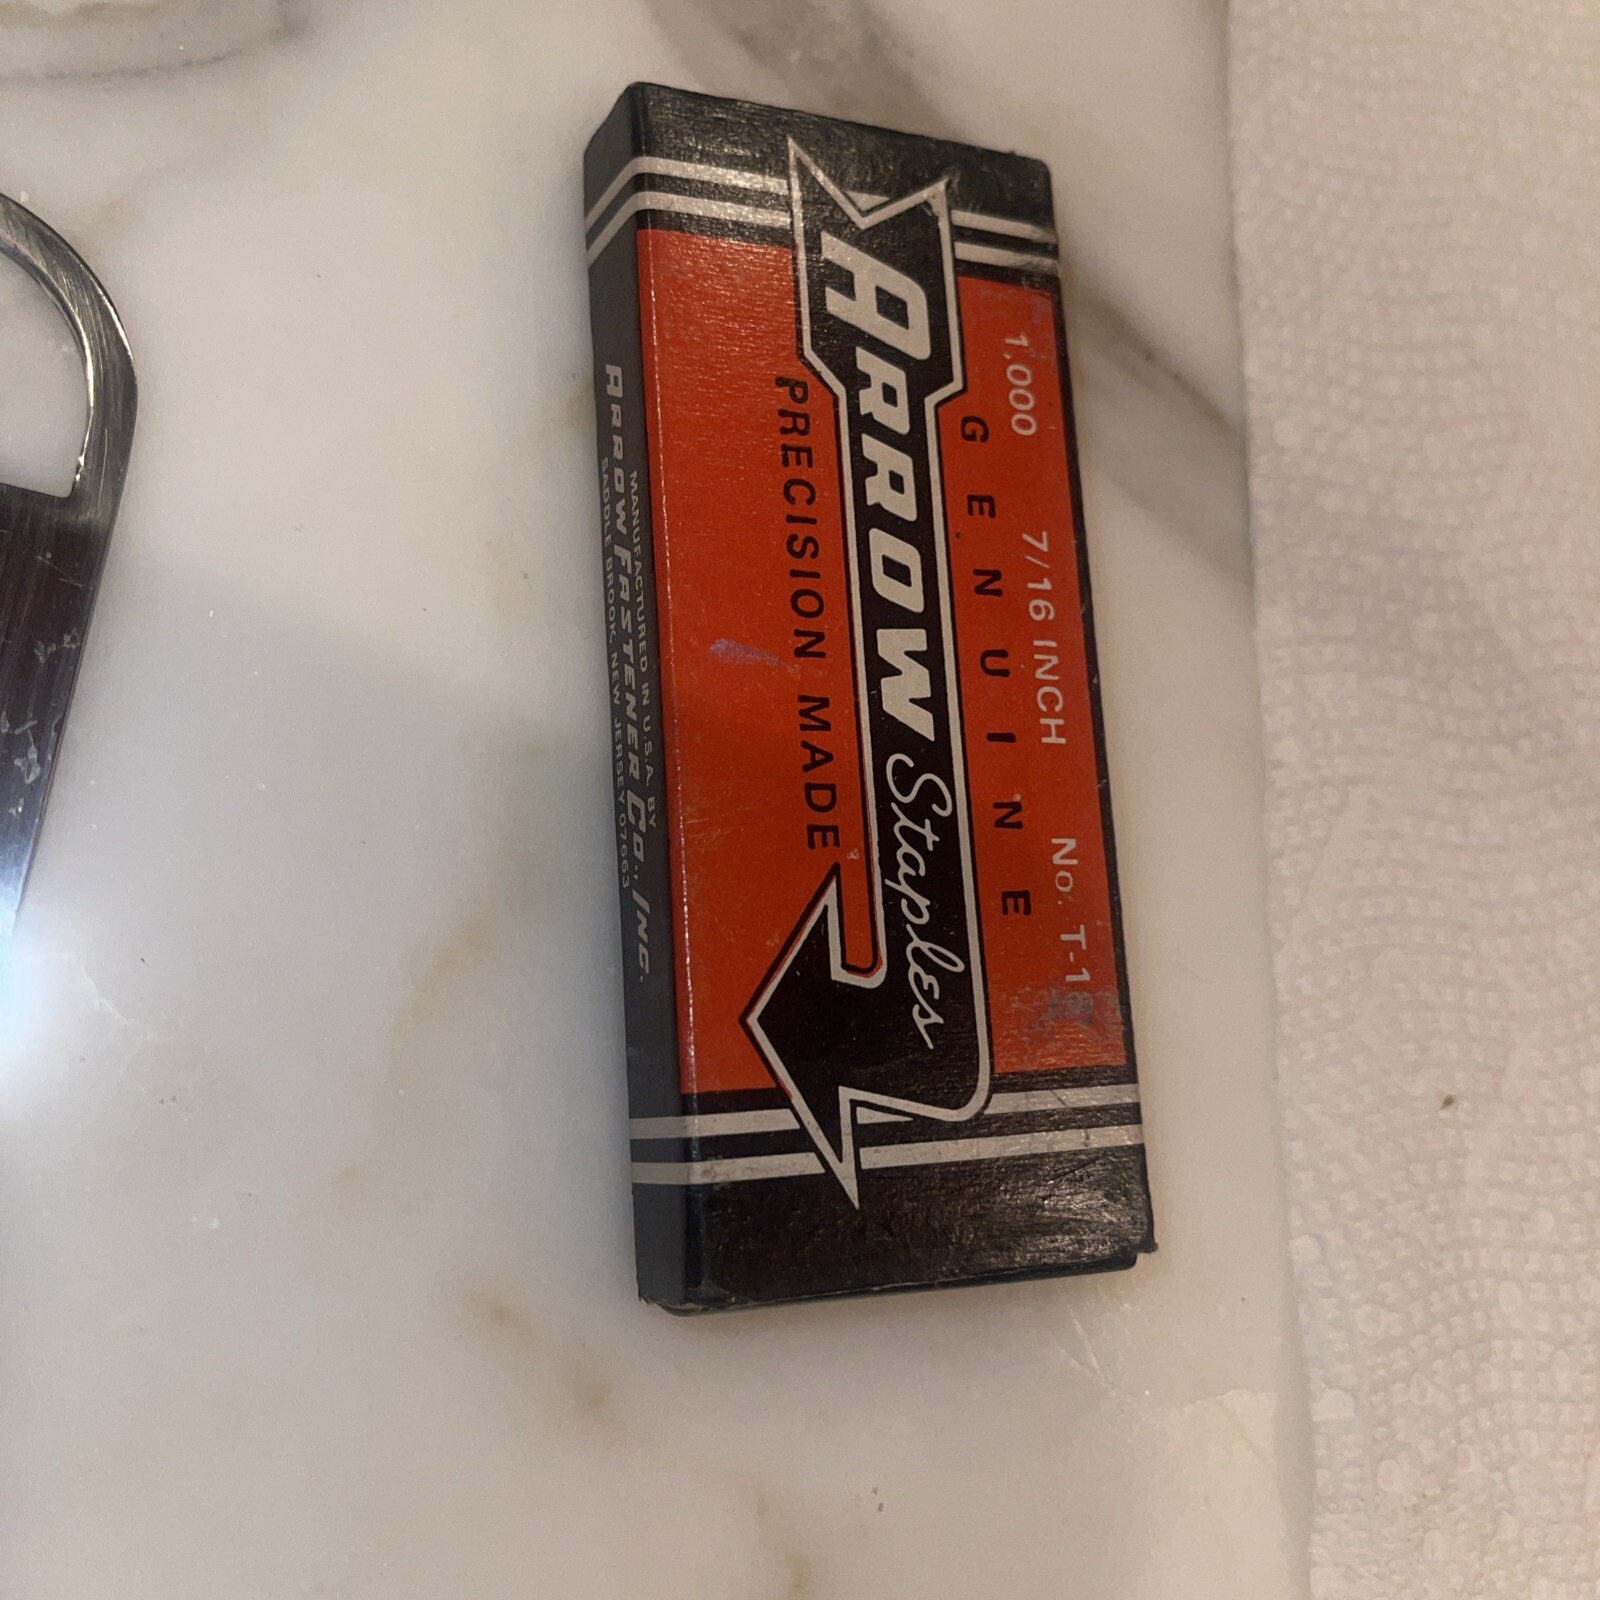 1,000 7/16 INCH No. T-1
GENUINE
ARROW Staples
PRECISION MADE
MANUFACTURED IN U.S.A. BY
ARROW FASTENER CO., INC.
SADDLE BROOK, NEW JERSEY 07663